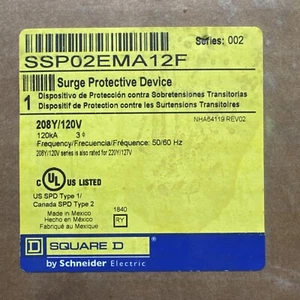 Series: 002
SSP02EMA12F
1 Surge Protective Device
Dispositivo de Protección contra Sobretensiones Transitorias
Dispositif de Protection contre les Surtensions Transitoires
208Y/120V
NHA64119 REV02
120kA 3 ϕ
Frequency/Frecuencia/Fréquence: 50/60 Hz
208Y/120V series is also rated for 220Y/127V
C UL US LISTED
US SPD Type 1/
Canada SPD Type 2
Made in Mexico
Hecho en México
Fabriqué au Mexique
1840
RY
D SQUARE D
by Schneider Electric